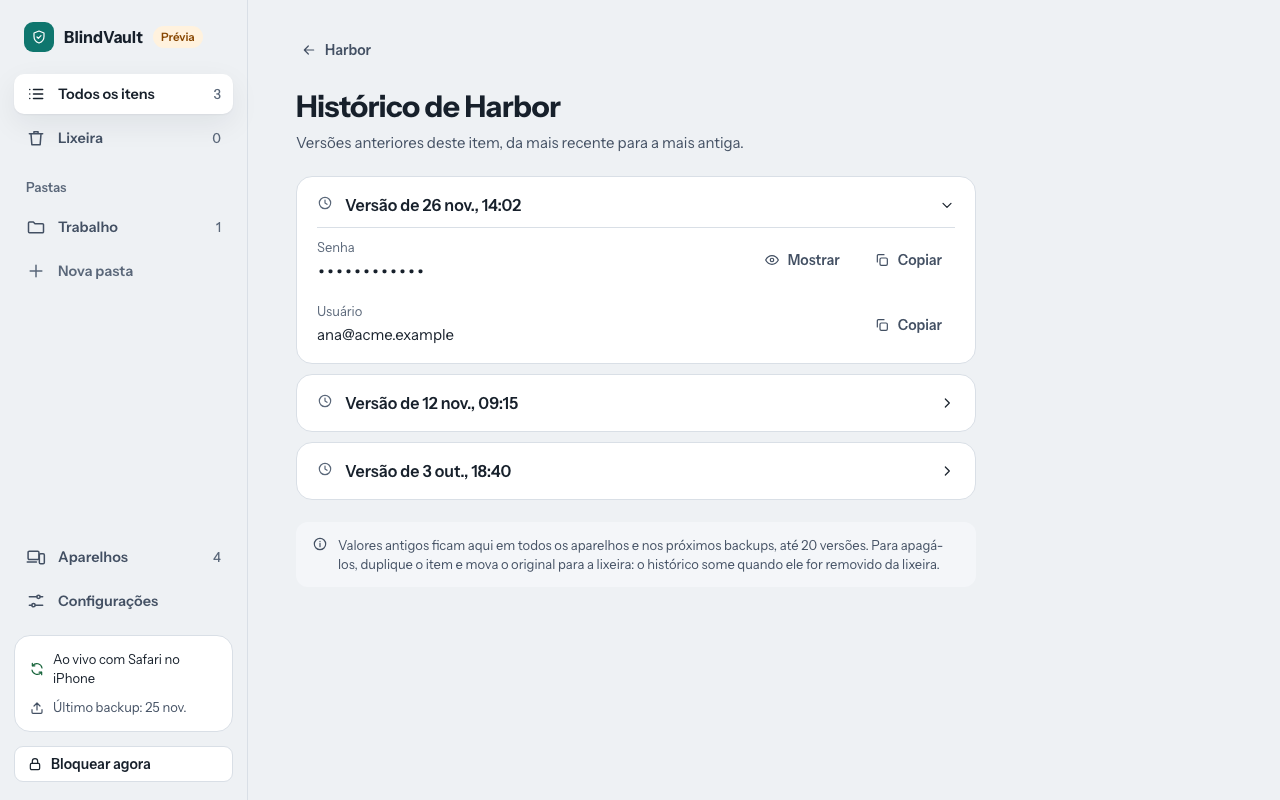 BlindVault Prévia
Todos os itens 3
Lixeira 0
Pastas
Trabalho 1
Nova pasta
Aparelhos 4
Configurações
Ao vivo com Safari no
iPhone
Último backup: 25 nov.
Bloquear agora
Harbor
Histórico de Harbor
Versões anteriores deste item, da mais recente para a mais antiga.
Versão de 26 nov., 14:02
Senha
••••••••••••
Mostrar Copiar
Usuário
ana@acme.example
Copiar
Versão de 12 nov., 09:15
Versão de 3 out., 18:40
Valores antigos ficam aqui em todos os aparelhos e nos próximos backups, até 20 versões. Para apagá-
los, duplique o item e mova o original para a lixeira: o histórico some quando ele for removido da lixeira.